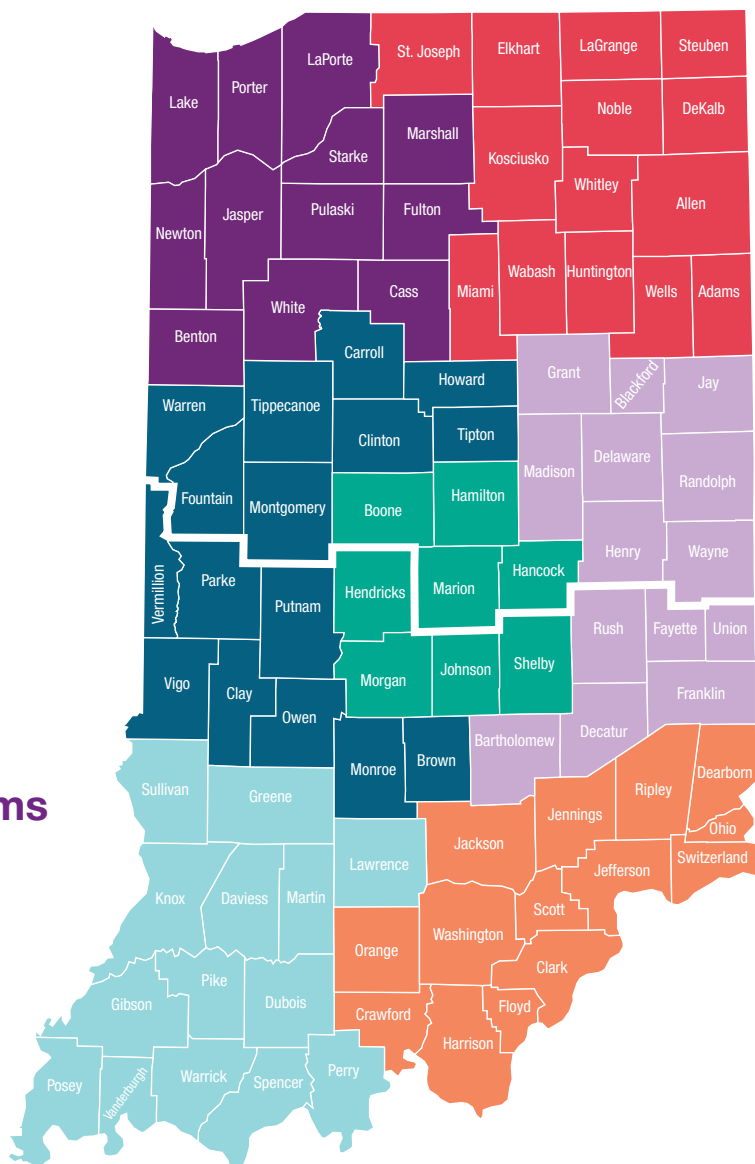 LaPorte
St. Joseph
Elkhart
LaGrange
Steuben
Lake
Porter
Noble
DeKalb
Marshall
Starke
Kosciusko
Whitley
Allen
Newton
Jasper
Pulaski
Fulton
Wabash
Huntington
Miami
Wells
Adams
White
Cass
Benton
Carroll
Howard
Grant
Blackford
Jay
Warren
Tippecanoe
Clinton
Tipton
Madison
Delaware
Randolph
Fountain
Montgomery
Boone
Hamilton
Henry
Wayne
Vermillion
Parke
Putnam
Hendricks
Marion
Hancock
Rush
Fayette
Union
Vigo
Clay
Owen
Morgan
Johnson
Shelby
Franklin
Monroe
Brown
Bartholomew
Decatur
ms
Sullivan
Greene
Jennings
Ripley
Dearborn
Ohio
Lawrence
Jackson
Jefferson
Switzerland
Knox
Daviess
Martin
Scott
Orange
Washington
Clark
Gibson
Pike
Dubois
Crawford
Floyd
Harrison
Posey
Vanderburgh
Warrick
Spencer
Perry